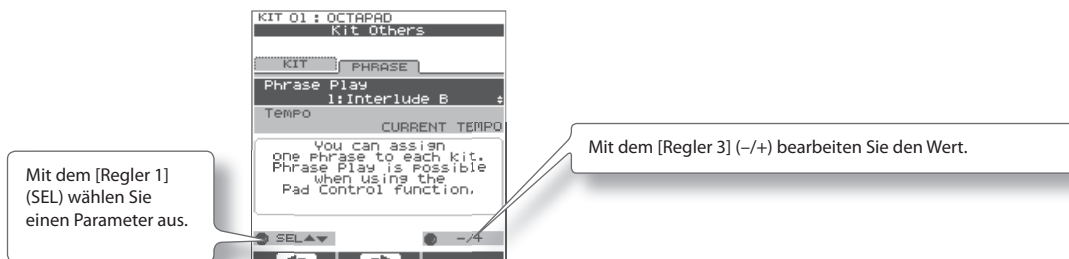 KIT 01 : OCTAPAD
Kit Others
KIT
PHRASE
Phrase Play
1:Interlude B
Tempo
CURRENT TEMPO
You can assign
one phrase to each kit.
Phrase Play is possible
when using the
Pad Control function.
SEL▲▼
-/+
Mit dem [Regler 1]
(SEL) wählen Sie
einen Parameter aus.
Mit dem [Regler 3] (–/+) bearbeiten Sie den Wert.